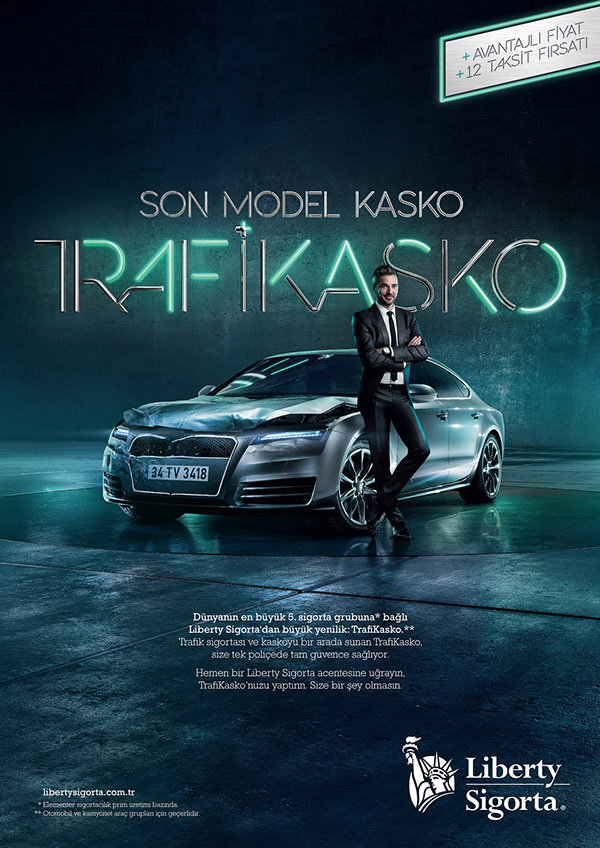 +AVANTAJLI FİYAT
+12 TAKSİT FIRSATI
SON MODEL KASKO
TRAFİKASKO
34 TV 3418
Dünyanın en büyük 5. sigorta grubuna* bağlı
Liberty Sigorta'dan büyük yenilik: TrafiKasko.**
Trafik sigortası ve kaskoyu bir arada sunan TrafiKasko,
size tek poliçede tam güvence sağlıyor.
Hemen bir Liberty Sigorta acentesine uğrayın,
TrafiKasko'nuzu yaptırın. Size bir şey olmasın.
libertysigorta.com.tr
* Elementer sigortacılık prim üretimi bazında.
** Otomobil ve kamyonet araç grupları için geçerlidir.
Liberty
Sigorta®